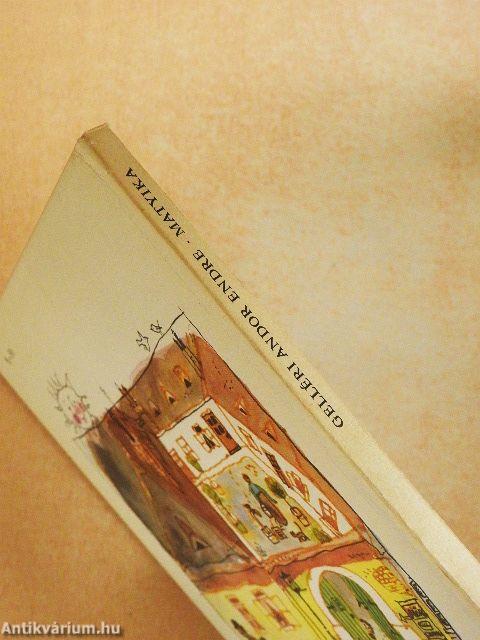 GELLÉRI ANDOR ENDRE · MATYIKA
Antikvárium.hu